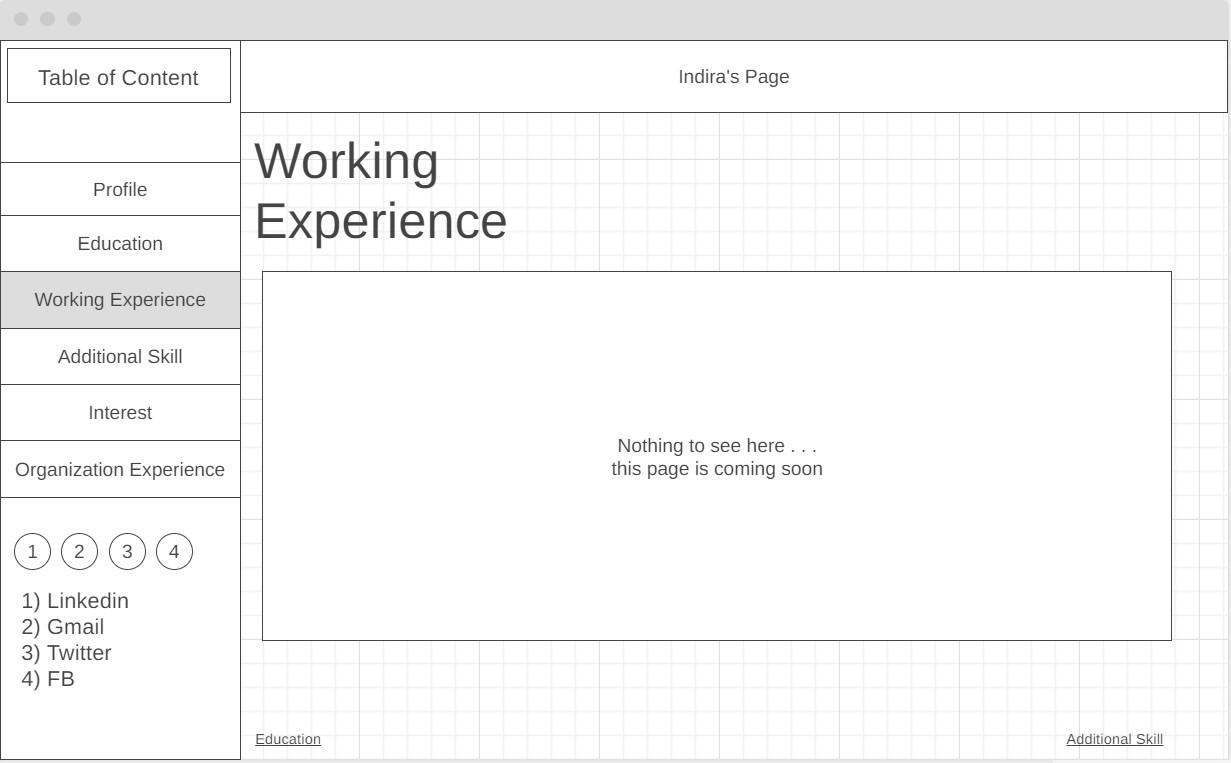 Table of Content
Indira's Page
Profile
Education
Working Experience
Additional Skill
Interest
Organization Experience
1 2 3 4
1) Linkedin
2) Gmail
3) Twitter
4) FB
Working
Experience
Nothing to see here . . .
this page is coming soon
Education
Additional Skill